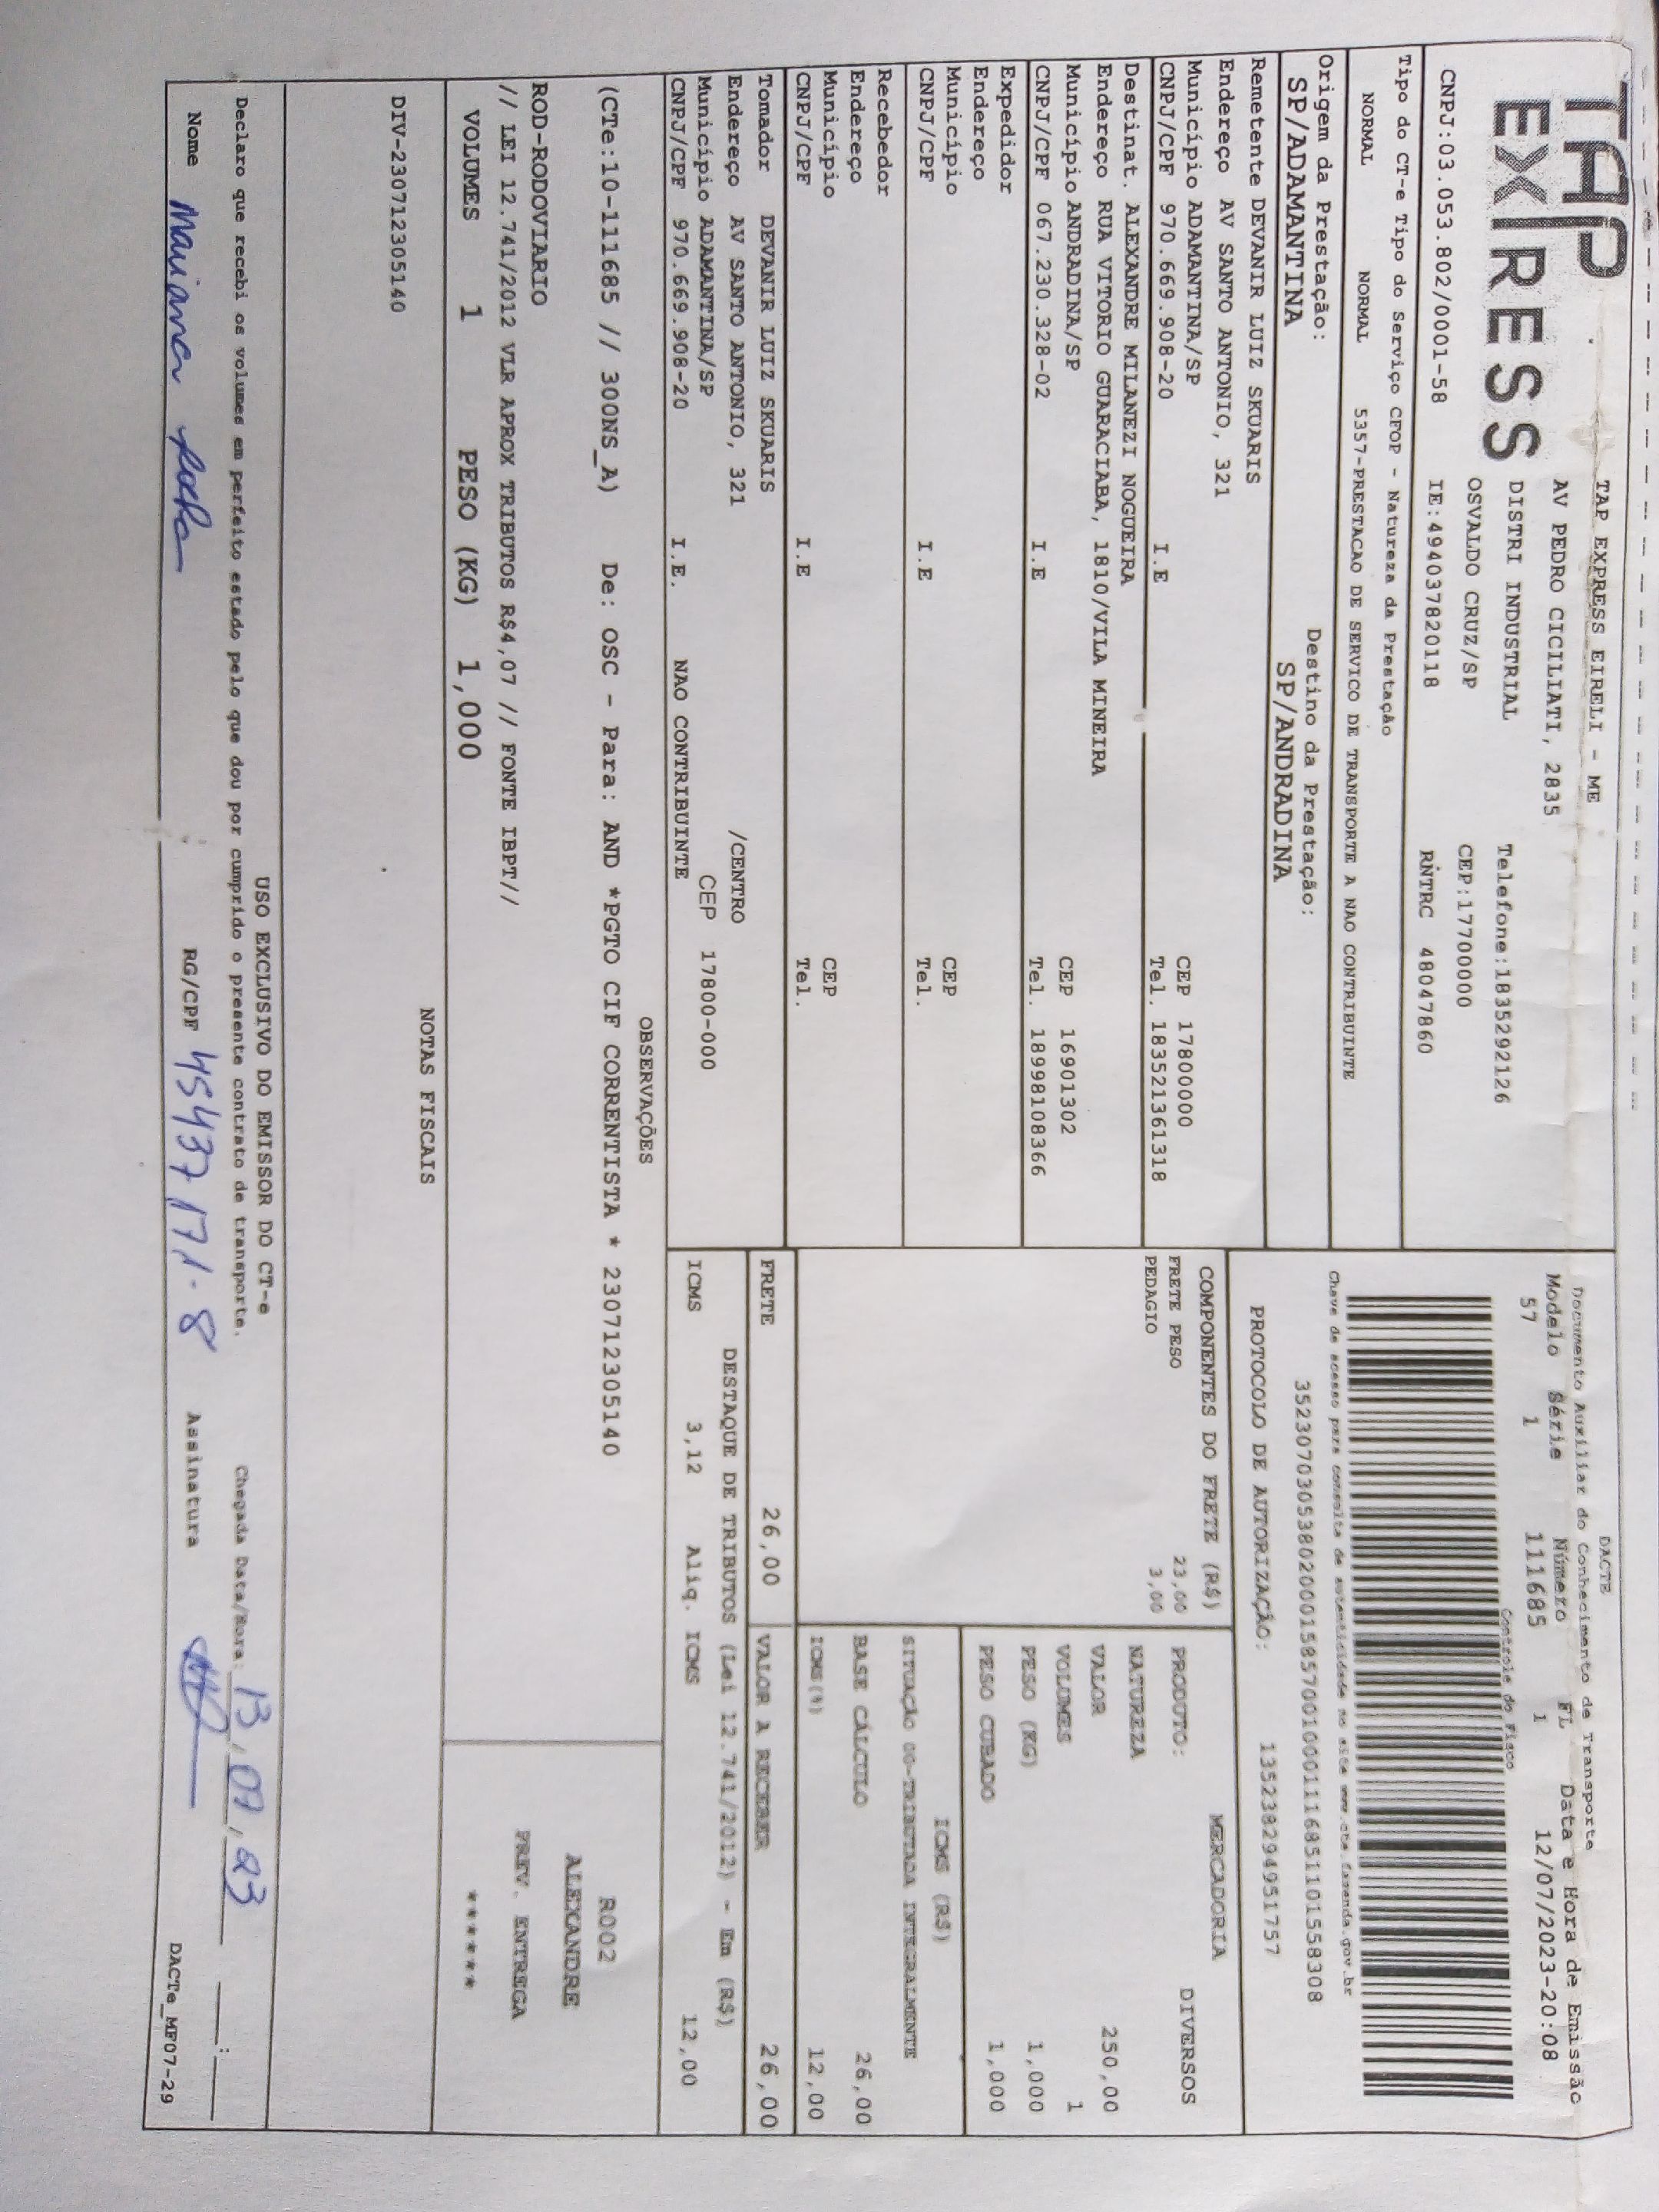 TAP
EXPRESS
TAP EXPRESS EIRELI - ME
AV PEDRO CICILIATI, 2835
DISTRI INDUSTRIAL Telefone:1835292126
OSVALDO CRUZ/SP CEP:17700000
CNPJ:03.053.802/0001-58 IE:494037820118 RNTRC 48047860
Tipo do CT-e Tipo do Serviço CFOP - Natureza da Prestação
NORMAL NORMAL 5357-PRESTACAO DE SERVICO DE TRANSPORTE A NAO CONTRIBUINTE
Origem da Prestação: Destino da Prestação:
SP/ADAMANTINA SP/ANDRADINA
DACTE
Documento Auxiliar do Conhecimento de Transporte
Modelo Série Número FL Data e Hora de Emissão
57 1 111685 1 12/07/2023-20:08
Controle do Fisco
Chave de acesso para consulta de autenticidade no site www.cte.fazenda.gov.br
35230703053802000158570010001116851101558308
PROTOCOLO DE AUTORIZAÇÃO: 135238294951757
Remetente DEVANIR LUIZ SKUARIS
Endereço AV SANTO ANTONIO, 321
Município ADAMANTINA/SP CEP 17800000
CNPJ/CPF 970.669.908-20 I.E Tel. 183521361318
Destinat. ALEXANDRE MILANEZI NOGUEIRA
Endereço RUA VITORIO GUARACIABA, 1810/VILA MINEIRA
Município ANDRADINA/SP CEP 16901302
CNPJ/CPF 067.230.328-02 I.E Tel. 18998108366
Expedidor
Endereço
Município CEP
CNPJ/CPF I.E Tel.
Recebedor
Endereço
Município CEP
CNPJ/CPF I.E Tel.
Tomador DEVANIR LUIZ SKUARIS
Endereço AV SANTO ANTONIO, 321 /CENTRO
Município ADAMANTINA/SP CEP 17800-000
CNPJ/CPF 970.669.908-20 I.E. NAO CONTRIBUINTE
COMPONENTES DO FRETE (R$)
FRETE PESO 23,00
PEDAGIO 3,00
MERCADORIA
PRODUTO: DIVERSOS
NATUREZA
VALOR 250,00
VOLUMES 1
PESO (KG) 1,000
PESO CUBADO 1,000
ICMS (R$)
SITUAÇÃO 00-TRIBUTADA INTEGRALMENTE
BASE CÁLCULO 26,00
ICMS(%) 12,00
FRETE 26,00 VALOR A RECEBER 26,00
DESTAQUE DE TRIBUTOS (Lei 12.741/2012) - Em (R$)
ICMS 3,12 Aliq. ICMS 12,00
OBSERVAÇÕES
(CTe:10-111685 // 300NS_A) De: OSC - Para: AND *PGTO CIF CORRENTISTA * 230712305140
ROD-RODOVIARIO
// LEI 12.741/2012 VLR APROX TRIBUTOS R$4,07 // FONTE IBPT//
VOLUMES 1 PESO (KG) 1,000
R002
ALEXANDRE
PREV. ENTREGA
******
NOTAS FISCAIS
DIV-230712305140
USO EXCLUSIVO DO EMISSOR DO CT-e
Declaro que recebi os volumes em perfeito estado pelo que dou por cumprido o presente contrato de transporte. Chegada Data/Hora: 13,07,23 __:__
Nome Mariana Rocha RG/CPF 45437171.8 Assinatura
DACTe_MF07-29